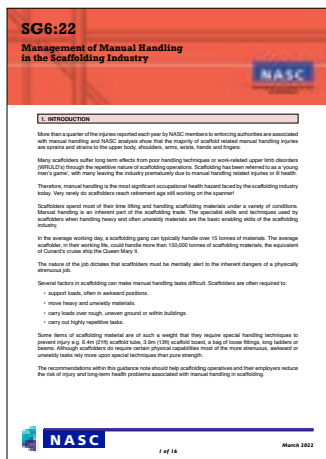 SG6:22
Management of Manual Handling
in the Scaffolding Industry
NASC
1. INTRODUCTION
More than a quarter of the injuries reported each year by NASC members to enforcing authorities are associated
with manual handling and NASC analysis show that the majority of scaffold related manual handling injuries
are sprains and strains to the upper body, shoulders, arms, wrists, hands and fingers.
Many scaffolders suffer long term effects from poor handling techniques or work-related upper limb disorders
(WRULD's) through the repetitive nature of scaffolding operations. Scaffolding has been referred to as a 'young
man's game', with many leaving the industry prematurely due to manual handling related injuries or ill health.
Therefore, manual handling is the most significant occupational health hazard faced by the scaffolding industry
today. Very rarely do scaffolders reach retirement age still working on the spanner!
Scaffolders spend most of their time lifting and handling scaffolding materials under a variety of conditions.
Manual handling is an inherent part of the scaffolding trade. The specialist skills and techniques used by
scaffolders when handling heavy and often unwieldy materials are the basic enabling skills of the scaffolding
industry.
In the average working day, a scaffolding gang can typically handle over 15 tonnes of materials. The average
scaffolder, in their working life, could handle more than 150,000 tonnes of scaffolding materials, the equivalent
of Cunard's cruise ship the Queen Mary II.
The nature of the job dictates that scaffolders must be mentally alert to the inherent dangers of a physically
strenuous job.
Several factors in scaffolding can make manual handling tasks difficult. Scaffolders are often required to:
• support loads, often in awkward positions.
• move heavy and unwieldy materials.
• carry loads over rough, uneven ground or within buildings.
• carry out highly repetitive tasks.
Some items of scaffolding material are of such a weight that they require special handling techniques to
prevent injury e.g. 6.4m (21ft) scaffold tube, 3.9m (13ft) scaffold board, a bag of loose fittings, long ladders or
beams. Although scaffolders do require certain physical capabilities most of the more strenuous, awkward or
unwieldy tasks rely more upon special techniques than pure strength.
The recommendations within this guidance note should help scaffolding operatives and their employers reduce
the risk of injury and long-term health problems associated with manual handling in scaffolding.
NASC
1 of 16
March 2022